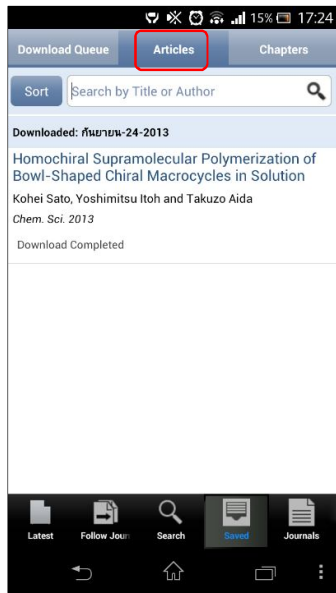 15% 17:24
Download Queue Articles Chapters
Sort Search by Title or Author
Downloaded: กันยายน-24-2013
Homochiral Supramolecular Polymerization of
Bowl-Shaped Chiral Macrocycles in Solution
Kohei Sato, Yoshimitsu Itoh and Takuzo Aida
Chem. Sci. 2013
Download Completed
Latest Follow Jour Search Saved Journals